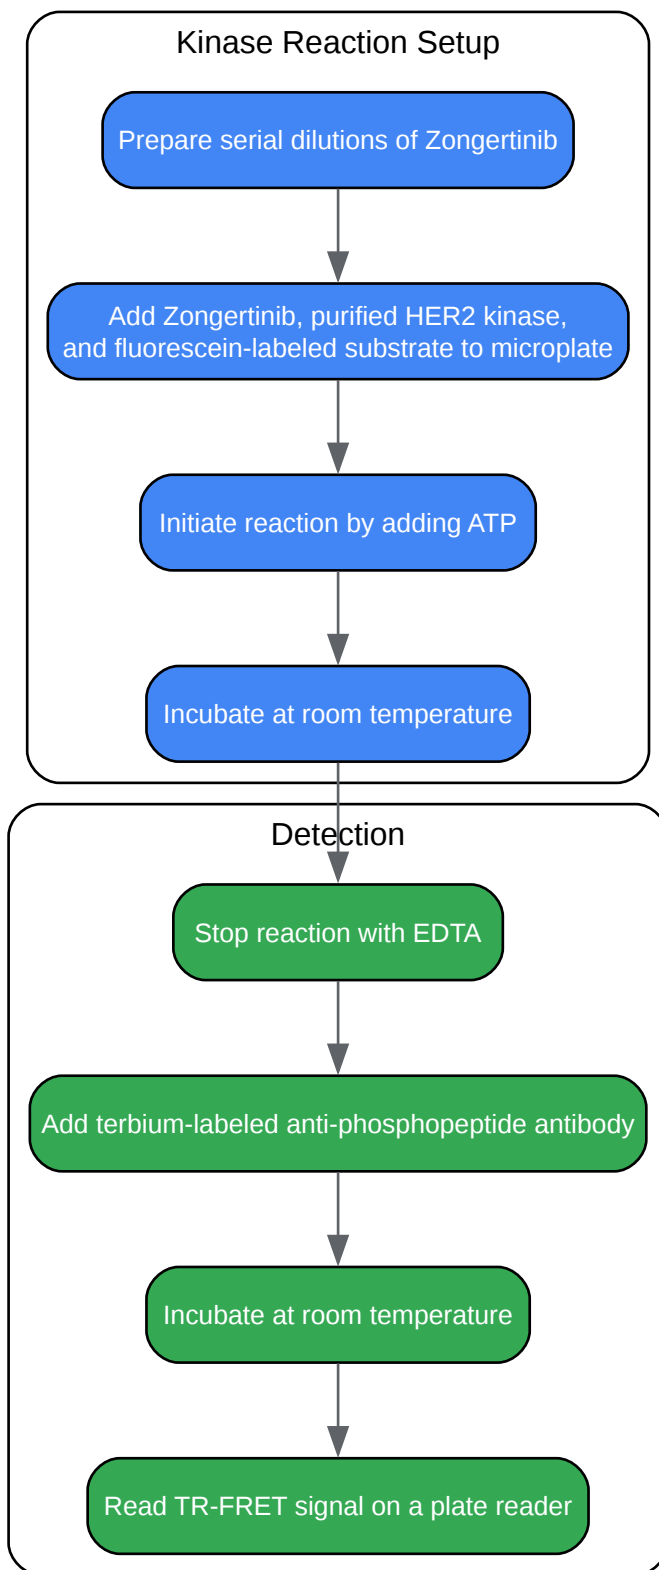 Kinase Reaction Setup
Prepare serial dilutions of Zongertinib
Add Zongertinib, purified HER2 kinase,
and fluorescein-labeled substrate to microplate
Initiate reaction by adding ATP
Incubate at room temperature
Detection
Stop reaction with EDTA
Add terbium-labeled anti-phosphopeptide antibody
Incubate at room temperature
Read TR-FRET signal on a plate reader